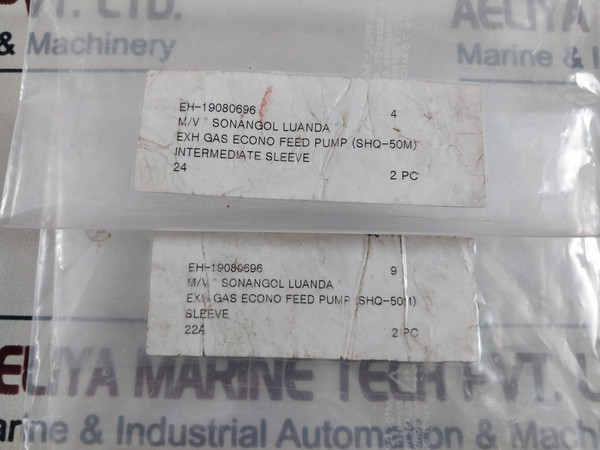 VT. LTD.
& Machinery
AELIYA
Marine & I
EH-19080696 4
M/V " SONANGOL LUANDA "
EXH GAS ECONO FEED PUMP (SHQ-50M)
INTERMEDIATE SLEEVE
24 2 PC
EH-19080696 9
M/V " SONANGOL LUANDA "
EXH GAS ECONO FEED PUMP (SHQ-50M)
SLEEVE
22A 2 PC
AELIYA MARINE TECH PVT. L
arine & Industrial Automation & Mach